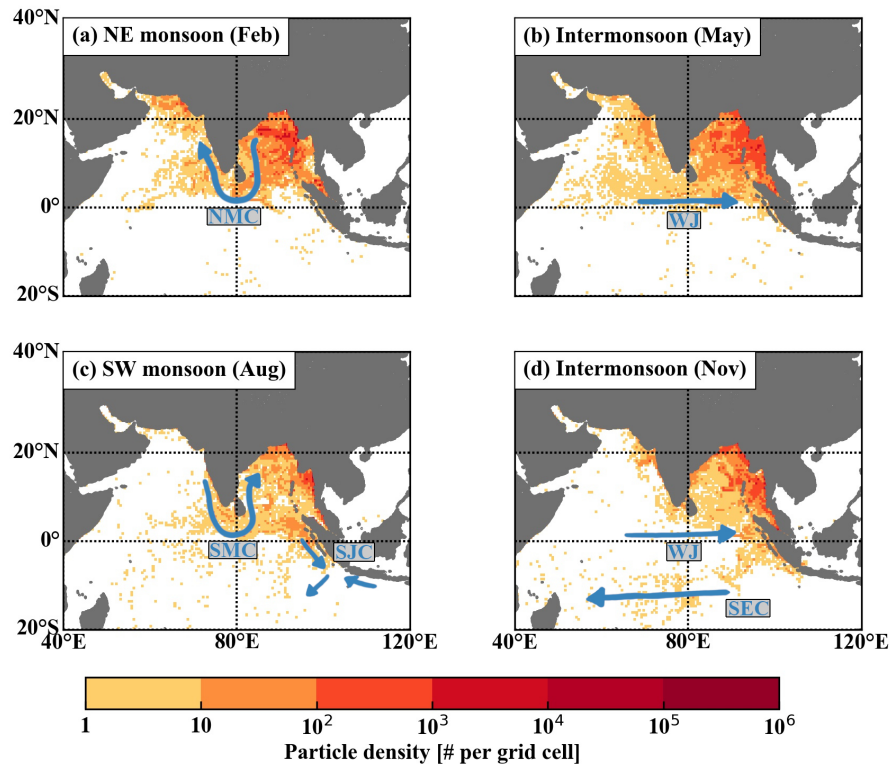 (a) NE monsoon (Feb)
(b) Intermonsoon (May)
40°N
20°N
0°
20°S
NMC
WJ
(c) SW monsoon (Aug)
(d) Intermonsoon (Nov)
40°N
20°N
0°
20°S
SMC
SJC
WJ
SEC
40°E 80°E 120°E 40°E 80°E 120°E
1 10 10² 10³ 10⁴ 10⁵ 10⁶
Particle density [# per grid cell]